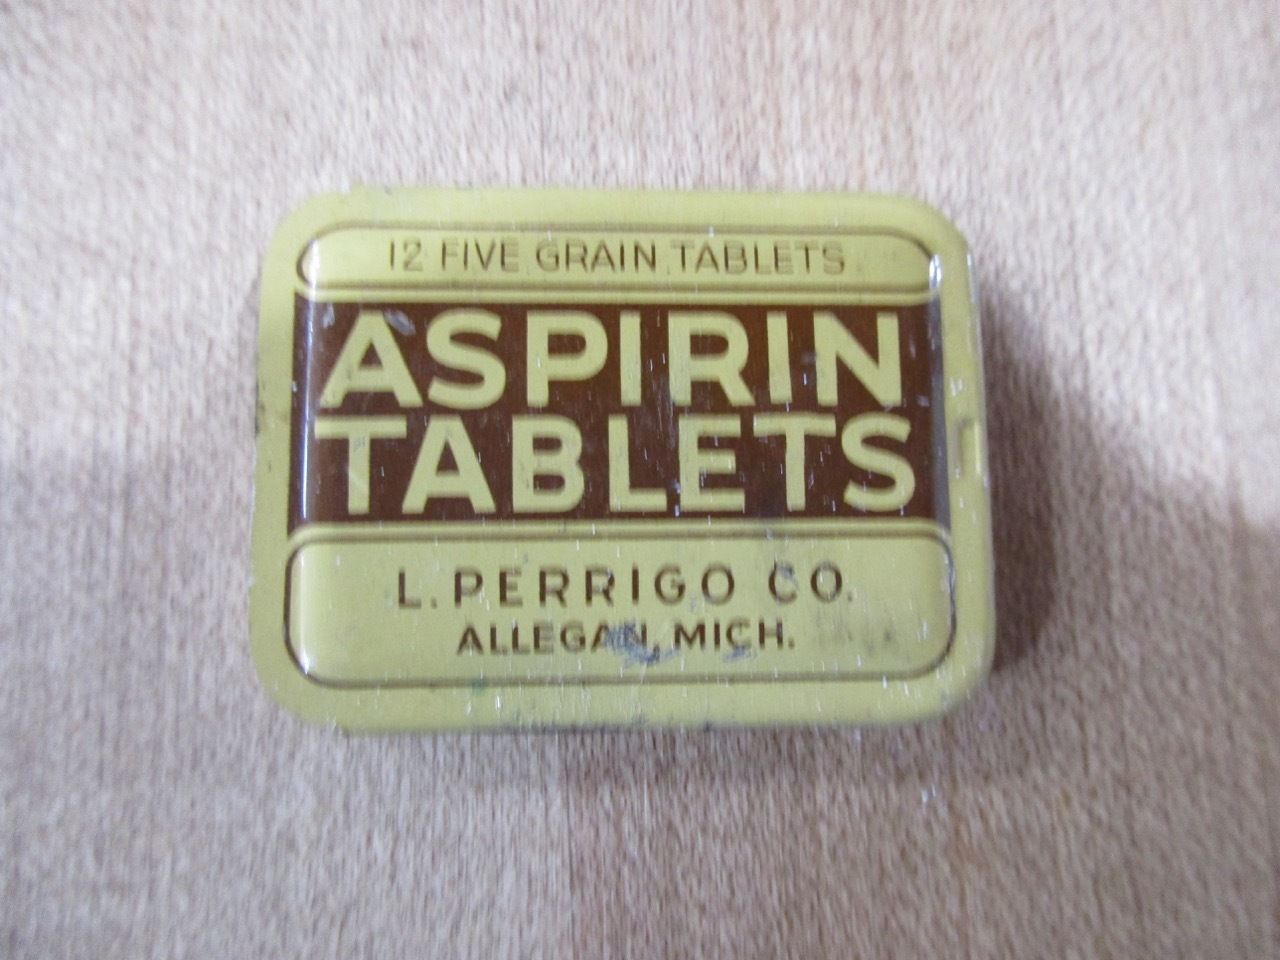 12 FIVE GRAIN TABLETS
ASPIRIN
TABLETS
L. PERRIGO CO.
ALLEGAN, MICH.